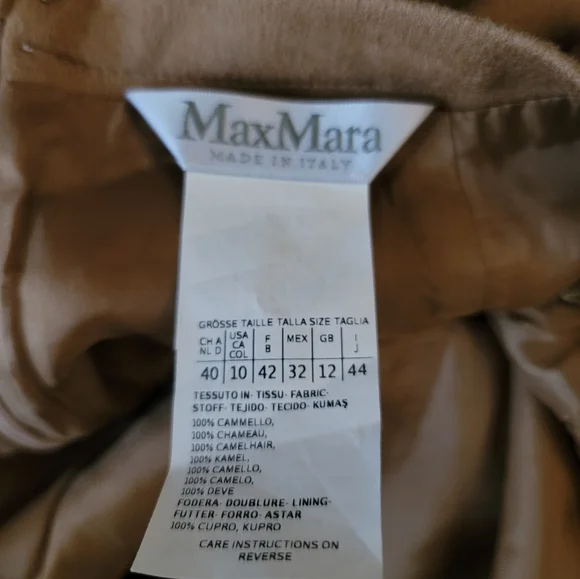 MaxMara
MADE IN ITALY
GRÖSSE TAILLE TALLA SIZE TAGLIA
CH A NL D USA CA COL F B MEX GB I J
40 10 42 32 12 44
TESSUTO IN· TISSU· FABRIC·
STOFF· TEJIDO· TECIDO· KUMAŞ
100% CAMMELLO,
100% CHAMEAU,
100% CAMELHAIR,
100% KAMEL,
100% CAMELLO,
100% CAMELO,
100% DEVE
FODERA· DOUBLURE· LINING·
FUTTER· FORRO· ASTAR
100% CUPRO, KUPRO
CARE INSTRUCTIONS ON
REVERSE